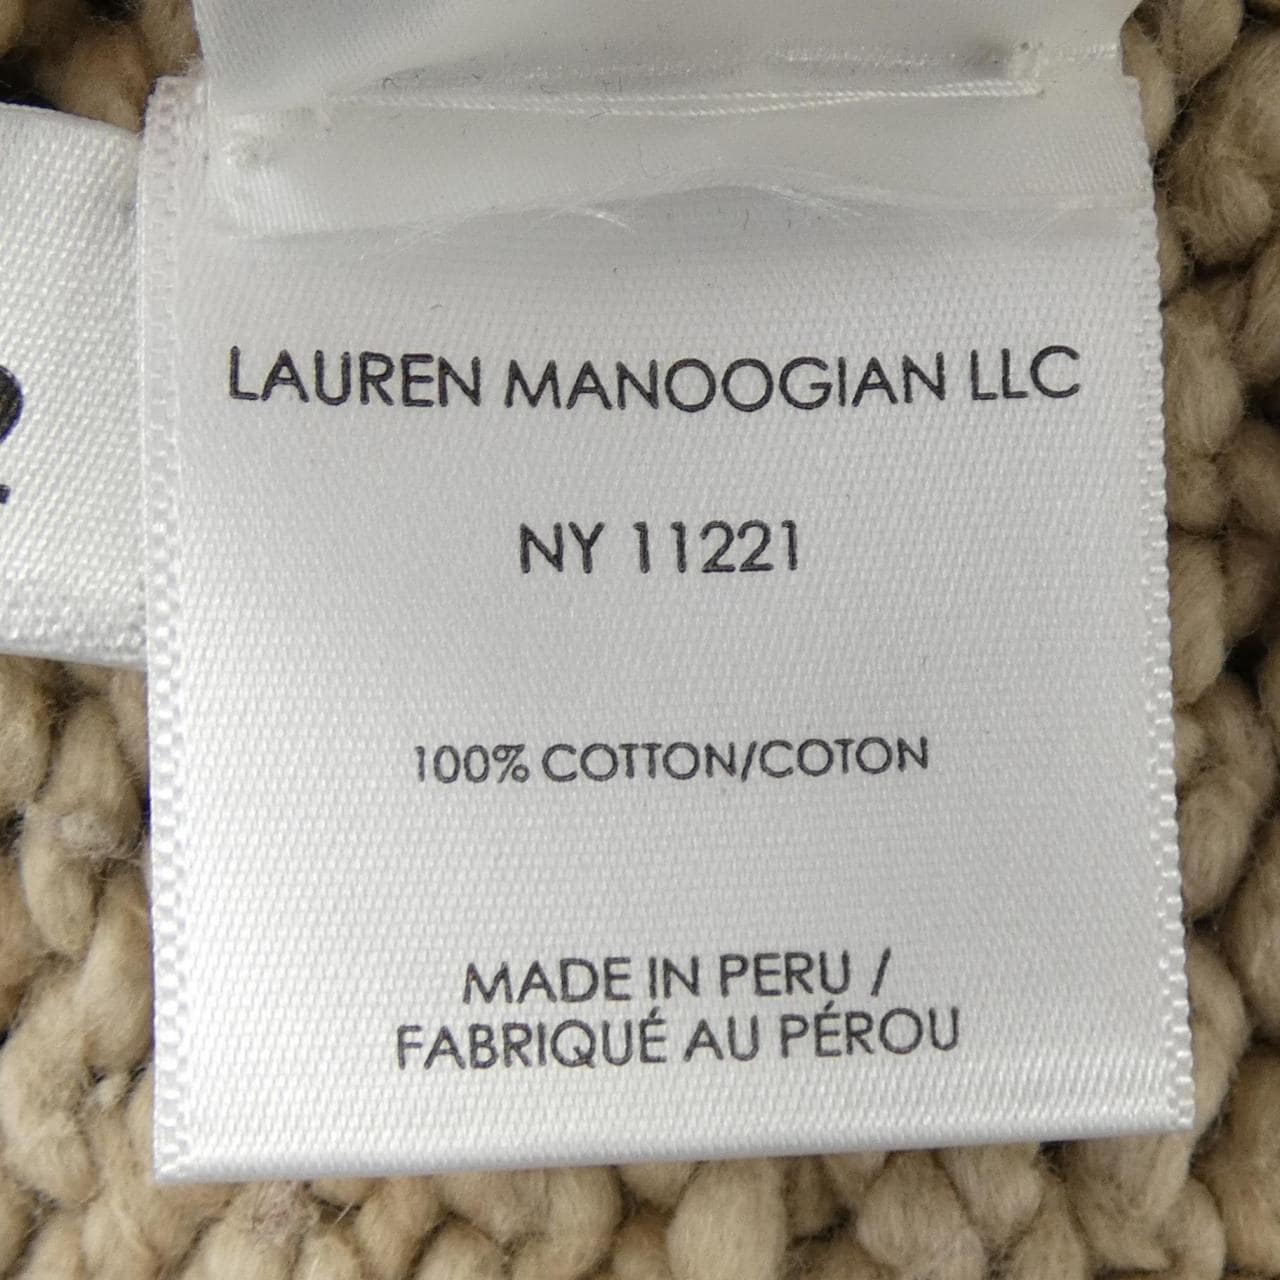 LAUREN MANOOGIAN LLC
NY 11221
100% COTTON/COTON
MADE IN PERU /
FABRIQUÉ AU PÉROU